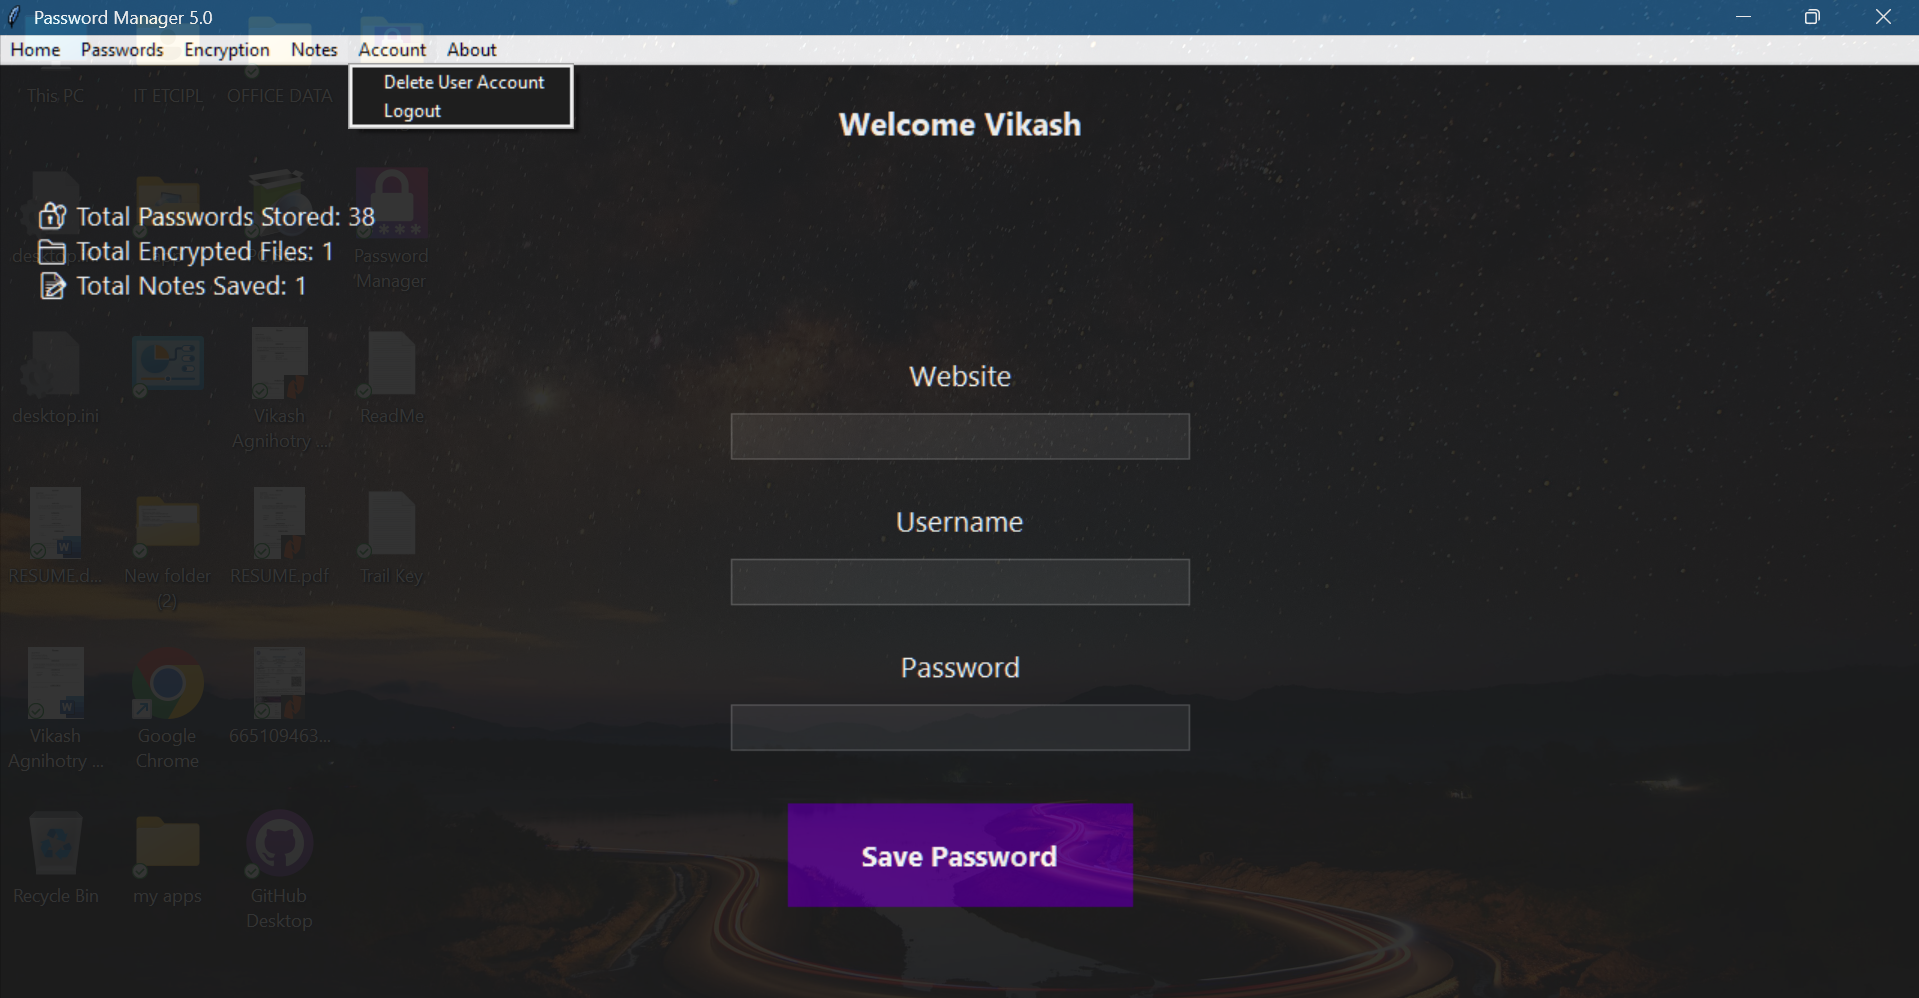 Password Manager 5.0
Home Passwords Encryption Notes Account About
Delete User Account
Logout
This PC
IT ETCIPL
OFFICE DATA
Welcome Vikash
Total Passwords Stored: 38
Total Encrypted Files: 1
Total Notes Saved: 1
Password
Manager
desktop.ini
Vikash
Agnihotry ...
ReadMe
Website
Username
Password
Save Password
RESUME.d...
New folder
(2)
RESUME.pdf
Trail Key
Vikash
Agnihotry ...
Google
Chrome
665109463...
Recycle Bin
my apps
GitHub
Desktop